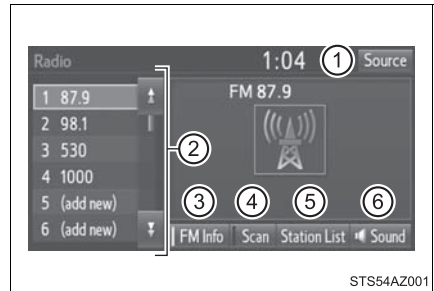 Radio 1:04 1 Source
1 87.9
2 98.1
3 530
4 1000
5 (add new)
6 (add new)
2
FM 87.9
3 4 5 6
FM Info Scan Station List Sound
STS54AZ001